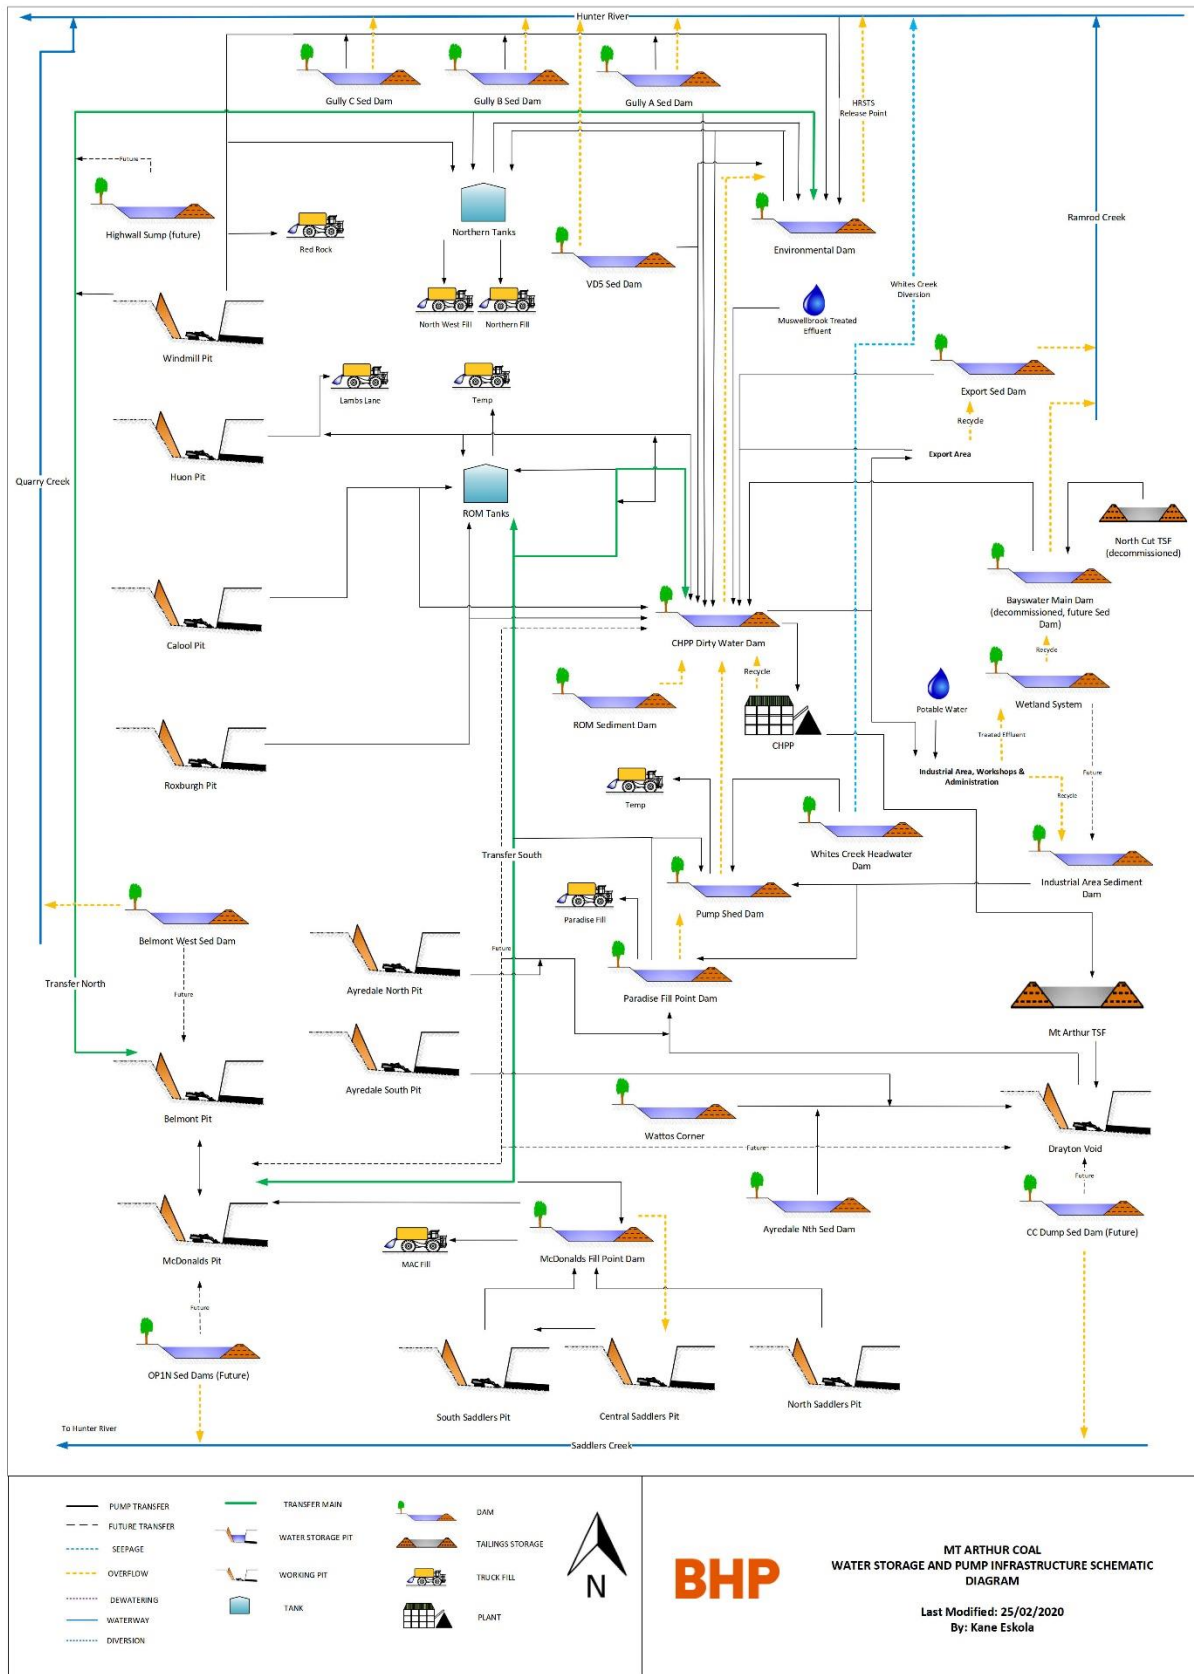 Hunter River
Gully C Sed Dam
Gully B Sed Dam
Gully A Sed Dam
HRSTS
Release Point
Future
Highwall Sump (future)
Red Rock
Northern Tanks
VD5 Sed Dam
Environmental Dam
Ramrod Creek
Whites Creek
Diversion
North West Fill
Northern Fill
Muswellbrook Treated
Effluent
Windmill Pit
Lambs Lane
Temp
Export Sed Dam
Recycle
Export Area
Huon Pit
Quarry Creek
ROM Tanks
North Cut TSF
(decommissioned)
Bayswater Main Dam
(decommissioned, future Sed
Dam)
Calool Pit
CHPP Dirty Water Dam
Recycle
Recycle
Potable Water
Wetland System
ROM Sediment Dam
CHPP
Treated Effluent
Roxburgh Pit
Industrial Area, Workshops &
Administration
Future
Recycle
Temp
Transfer South
Whites Creek Headwater
Dam
Industrial Area Sediment
Dam
Paradise Fill
Pump Shed Dam
Belmont West Sed Dam
Future
Transfer North
Future
Ayredale North Pit
Paradise Fill Point Dam
Mt Arthur TSF
Ayredale South Pit
Belmont Pit
Wattos Corner
Drayton Void
Future
Future
Ayredale Nth Sed Dam
CC Dump Sed Dam (Future)
McDonalds Pit
MAC Fill
McDonalds Fill Point Dam
Future
OP1N Sed Dams (Future)
South Saddlers Pit
Central Saddlers Pit
North Saddlers Pit
To Hunter River
Saddlers Creek
PUMP TRANSFER
FUTURE TRANSFER
SEEPAGE
OVERFLOW
DEWATERING
WATERWAY
DIVERSION
TRANSFER MAIN
WATER STORAGE PIT
WORKING PIT
TANK
DAM
TAILINGS STORAGE
TRUCK FILL
PLANT
N
BHP
MT ARTHUR COAL
WATER STORAGE AND PUMP INFRASTRUCTURE SCHEMATIC
DIAGRAM
Last Modified: 25/02/2020
By: Kane Eskola